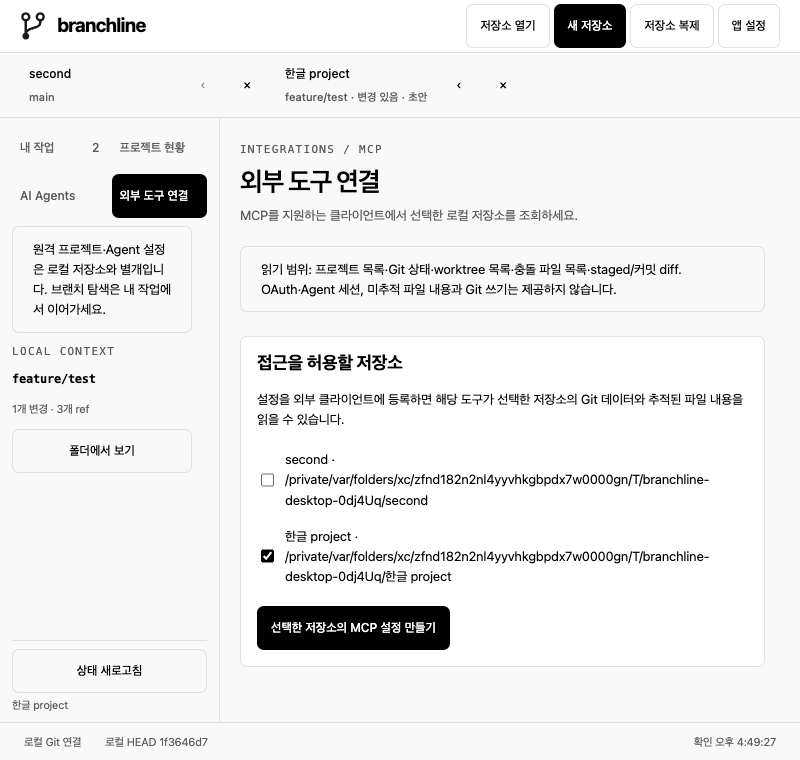 branchline
저장소 열기
새 저장소
저장소 복제
앱 설정
second
main
‹
×
한글 project
feature/test · 변경 있음 · 초안
‹
×
내 작업 2
프로젝트 현황
AI Agents
외부 도구 연결
원격 프로젝트·Agent 설정
은 로컬 저장소와 별개입니
다. 브랜치 탐색은 내 작업에
서 이어가세요.
LOCAL CONTEXT
feature/test
1개 변경 · 3개 ref
폴더에서 보기
상태 새로고침
한글 project
INTEGRATIONS / MCP
외부 도구 연결
MCP를 지원하는 클라이언트에서 선택한 로컬 저장소를 조회하세요.
읽기 범위: 프로젝트 목록·Git 상태·worktree 목록·충돌 파일 목록·staged/커밋 diff.
OAuth·Agent 세션, 미추적 파일 내용과 Git 쓰기는 제공하지 않습니다.
접근을 허용할 저장소
설정을 외부 클라이언트에 등록하면 해당 도구가 선택한 저장소의 Git 데이터와 추적된 파일 내용을
읽을 수 있습니다.
second ·
/private/var/folders/xc/zfnd182n2nl4yyvhkgbpdx7w0000gn/T/branchline-
desktop-0dj4Uq/second
한글 project ·
/private/var/folders/xc/zfnd182n2nl4yyvhkgbpdx7w0000gn/T/branchline-
desktop-0dj4Uq/한글 project
선택한 저장소의 MCP 설정 만들기
로컬 Git 연결
로컬 HEAD 1f3646d7
확인 오후 4:49:27